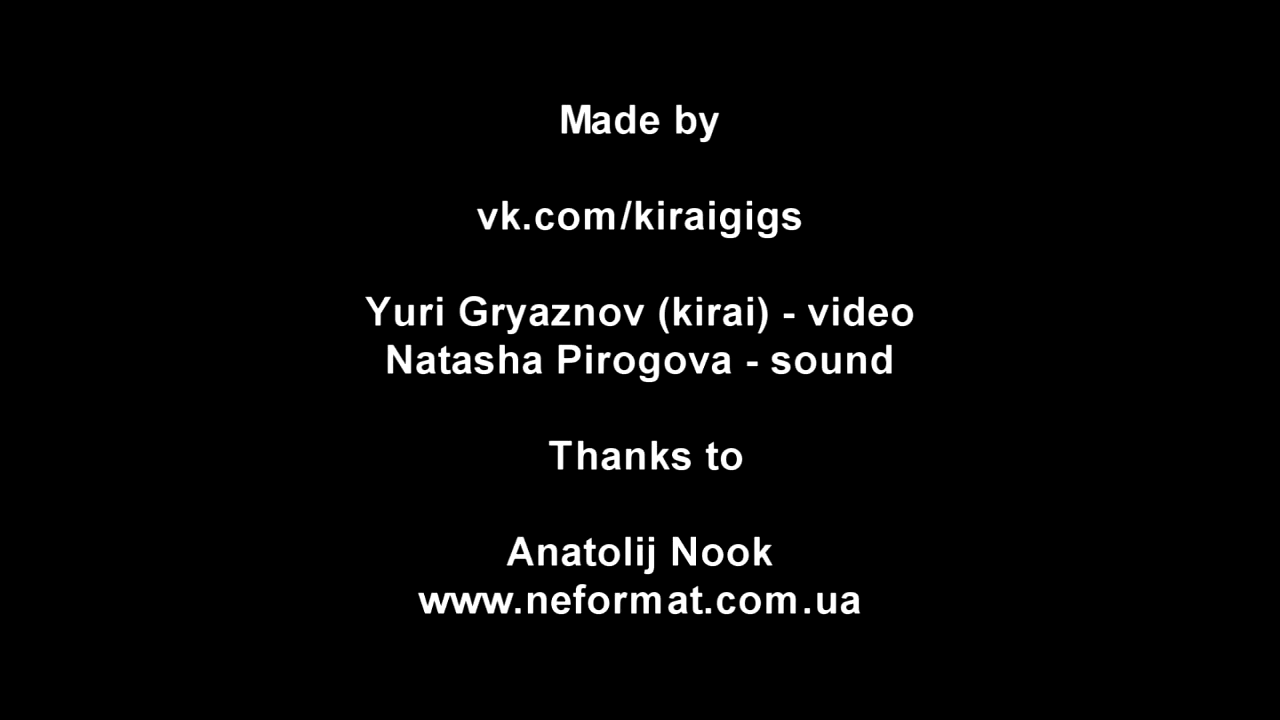 Made by
vk.com/kiraigigs
Yuri Gryaznov (kirai) - video
Natasha Pirogova - sound
Thanks to
Anatolij Nook
www.neformat.com.ua